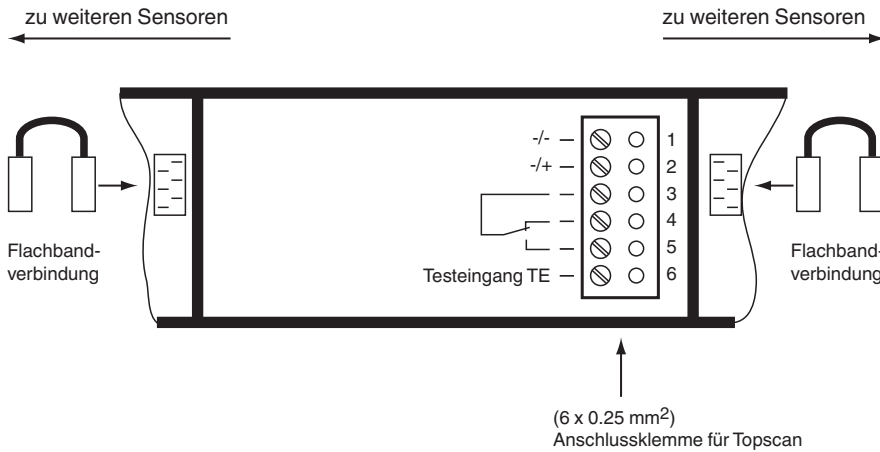 zu weiteren Sensoren
zu weiteren Sensoren
-/- 1
-/+ 2
3
4
5
Testeingang TE 6
Flachband-
verbindung
Flachband-
verbindung
(6 x 0.25 mm²)
Anschlussklemme für Topscan